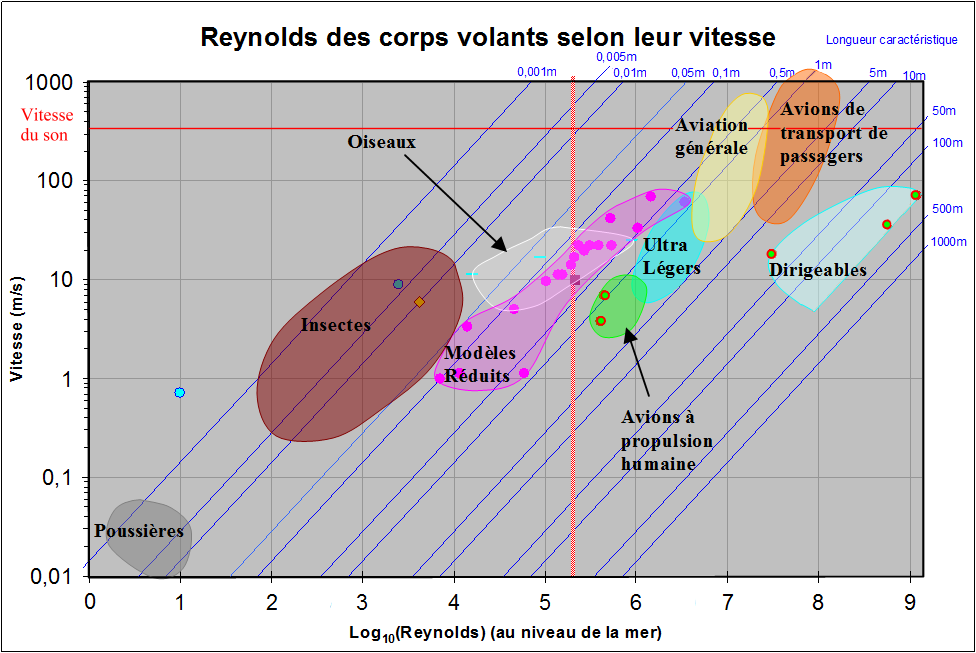 Reynolds des corps volants selon leur vitesse
Longueur caractéristique
0,001m
0,005m
0,01m
0,05m
0,1m
0,5m
1m
5m
10m
50m
100m
500m
1000m
Vitesse (m/s)
1000
100
10
1
0,1
0,01
Vitesse
du son
Oiseaux
Aviation
générale
Avions de
transport de
passagers
Ultra
Légers
Dirigeables
Insectes
Modèles
Réduits
Avions à
propulsion
humaine
Poussières
0 1 2 3 4 5 6 7 8 9
Log10(Reynolds) (au niveau de la mer)